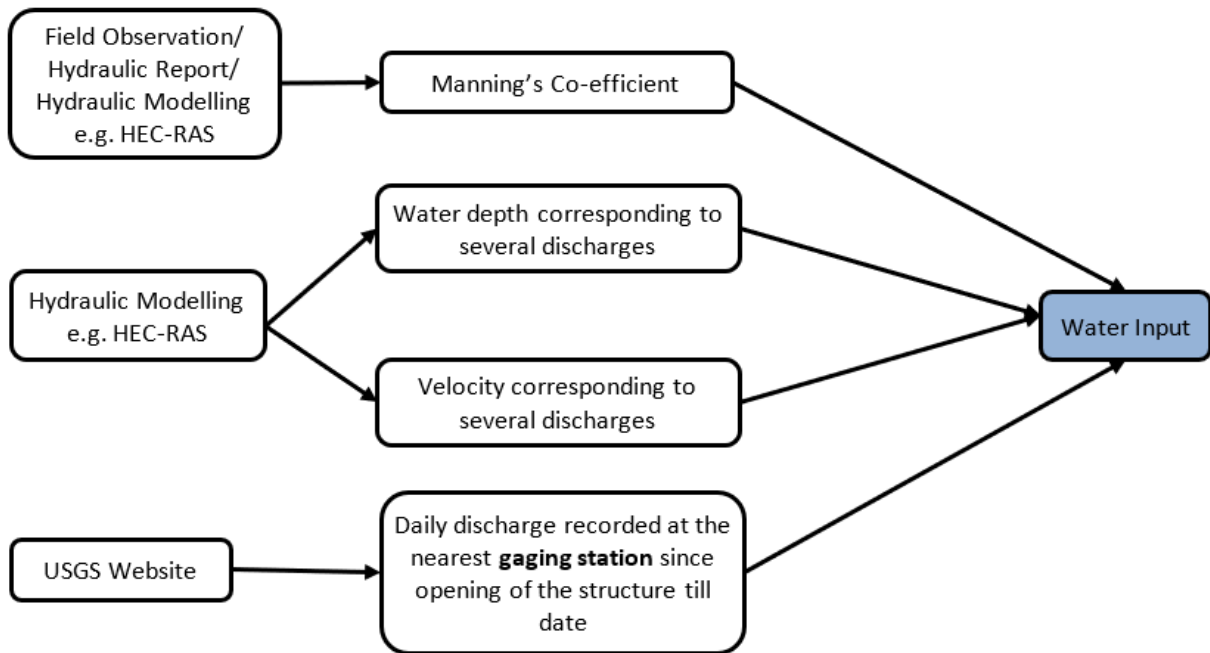 Field Observation/
Hydraulic Report/
Hydraulic Modelling
e.g. HEC-RAS
Manning’s Co-efficient
Water depth corresponding to
several discharges
Hydraulic Modelling
e.g. HEC-RAS
Velocity corresponding to
several discharges
Water Input
USGS Website
Daily discharge recorded at the
nearest gaging station since
opening of the structure till
date